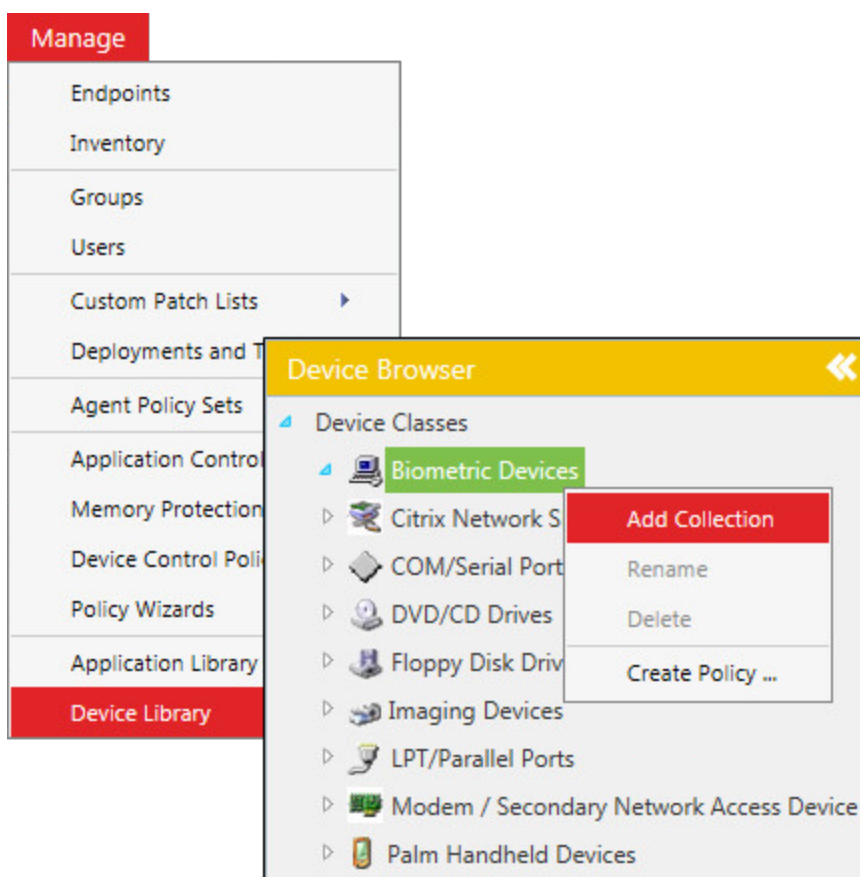 Manage
Endpoints
Inventory
Groups
Users
Custom Patch Lists
Deployments and T
Agent Policy Sets
Application Control
Memory Protection
Device Control Poli
Policy Wizards
Application Library
Device Library
Device Browser
Device Classes
Biometric Devices
Citrix Network S
COM/Serial Port
DVD/CD Drives
Floppy Disk Driv
Imaging Devices
LPT/Parallel Ports
Modem / Secondary Network Access Device
Palm Handheld Devices
Add Collection
Rename
Delete
Create Policy ...